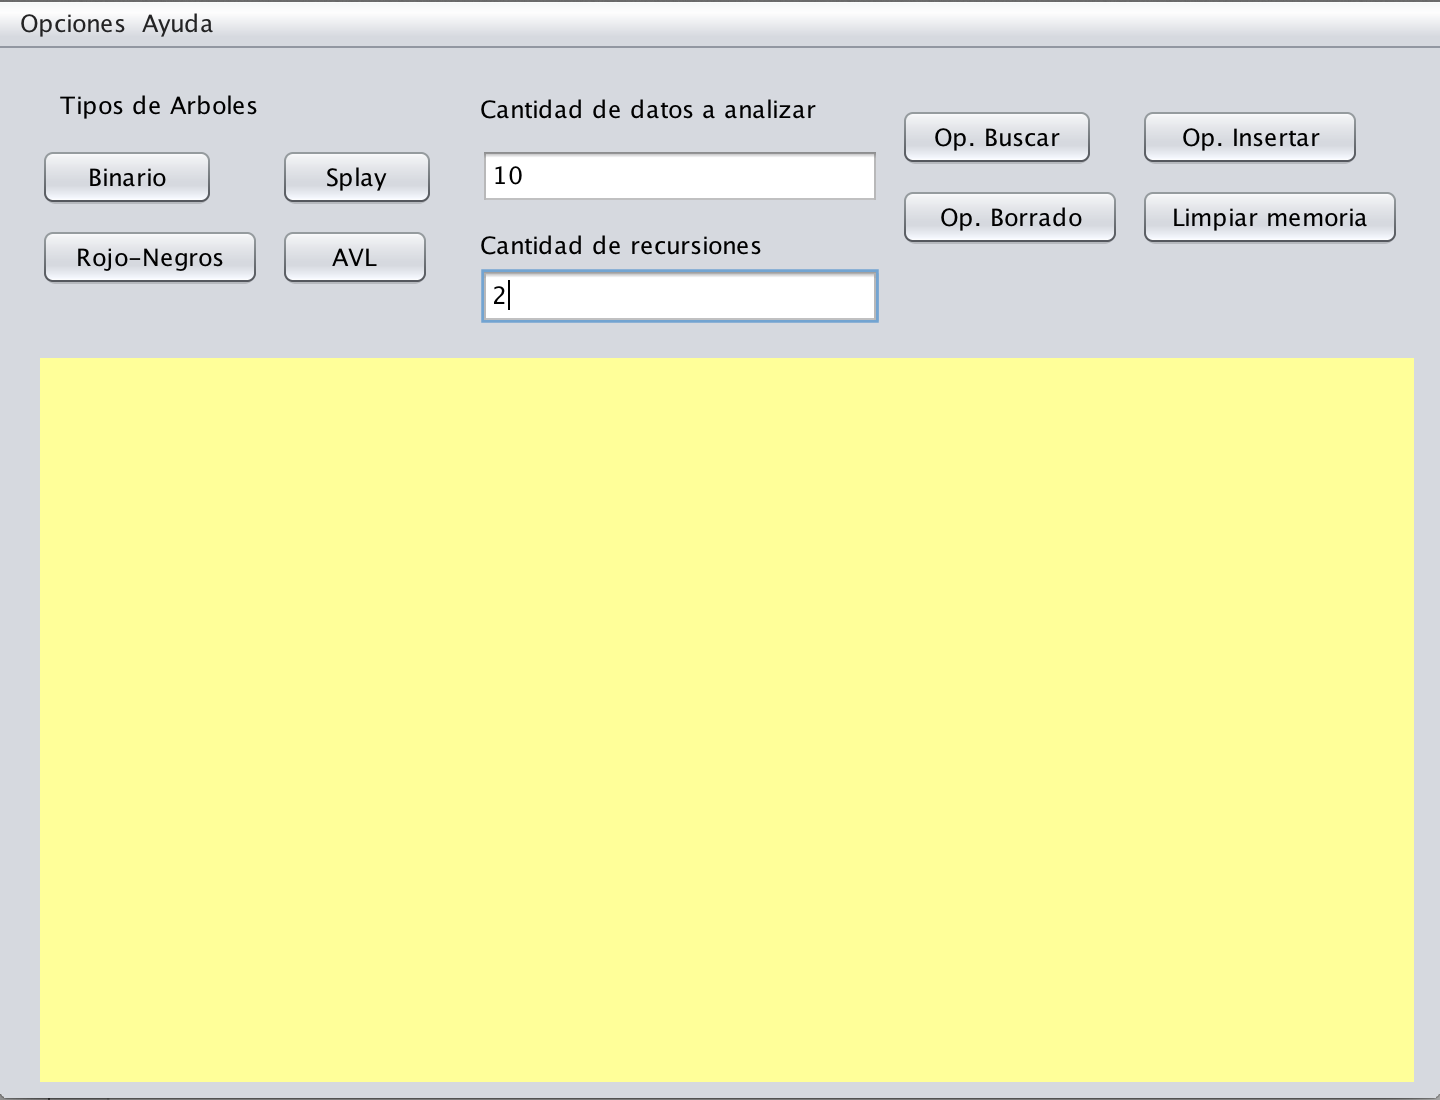 Opciones Ayuda
Tipos de Arboles
Binario Splay
Rojo-Negros AVL
Cantidad de datos a analizar
10
Cantidad de recursiones
2
Op. Buscar Op. Insertar
Op. Borrado Limpiar memoria